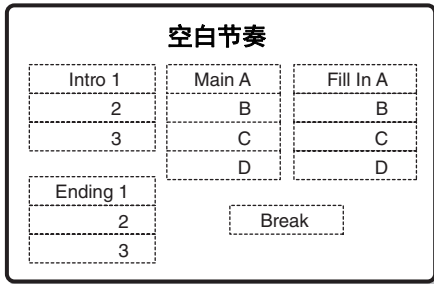 空白节奏
Intro 1
2
3
Main A
B
C
D
Fill In A
B
C
D
Ending 1
2
3
Break